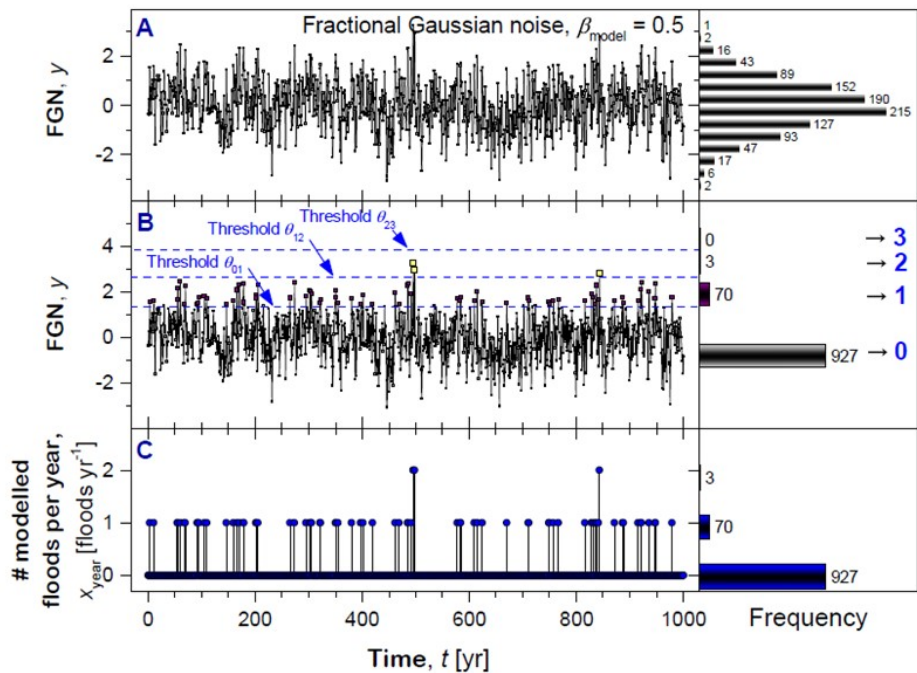 A
Fractional Gaussian noise, βmodel = 0.5
FGN, y
2
0
-2
1
2
16
43
89
152
190
215
127
93
47
17
6
2
B
Threshold θ23
Threshold θ12
Threshold θ01
FGN, y
4
2
0
-2
0 → 3
3 → 2
70 → 1
927 → 0
C
# modelled
floods per year,
xyear [floods yr-1]
2
1
0
3
70
927
0 200 400 600 800 1000
Time, t [yr]
Frequency